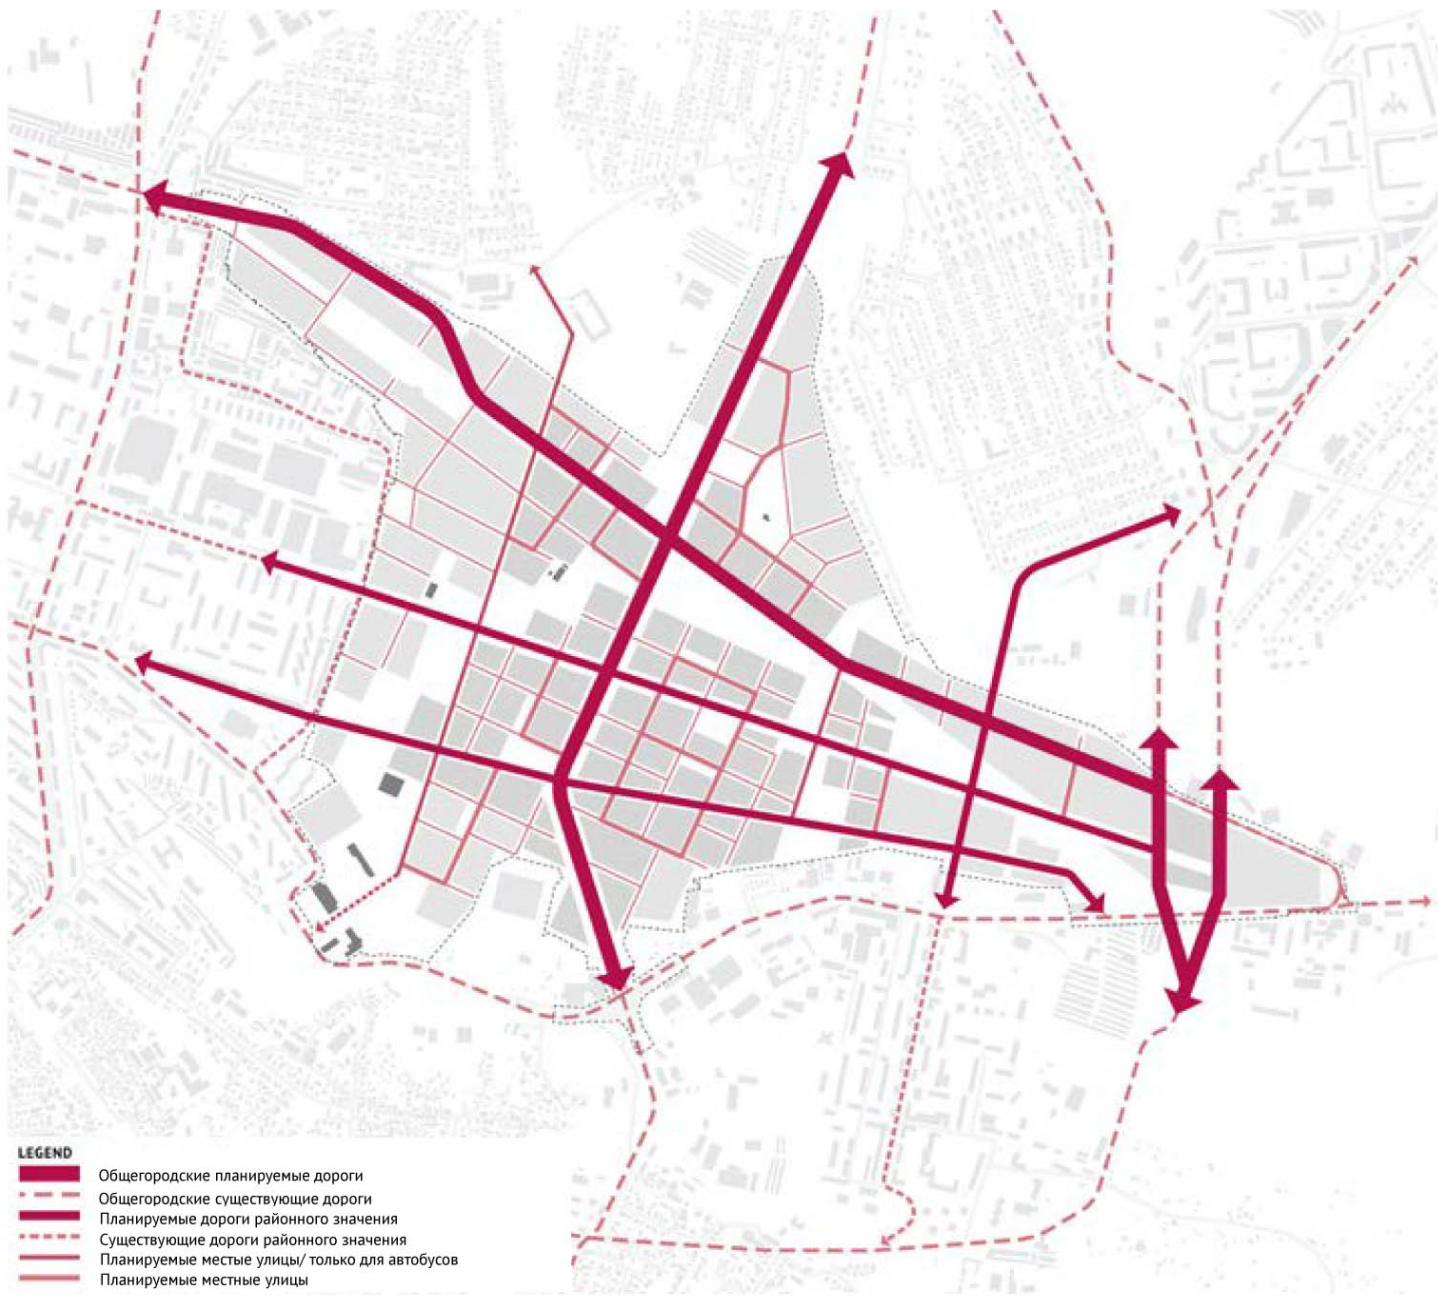 LEGEND
Общегородские планируемые дороги
Общегородские существующие дороги
Планируемые дороги районного значения
Существующие дороги районного значения
Планируемые местые улицы/ только для автобусов
Планируемые местные улицы